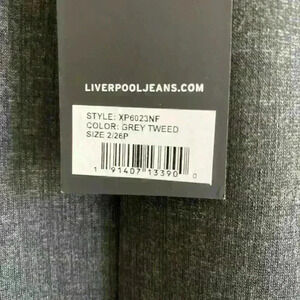 LIVERPOOLJEANS.COM
STYLE: XP6023NF
COLOR: GREY TWEED
SIZE 2/26P
1 91407 13390 0